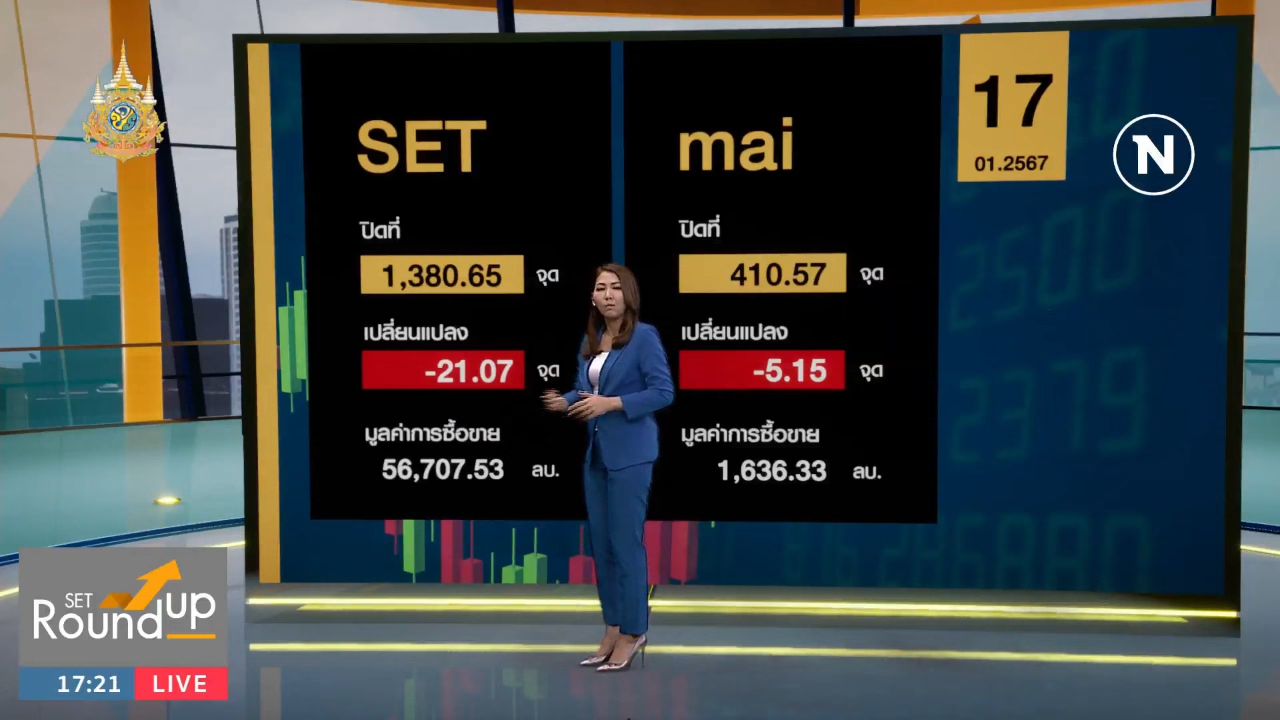 SET
ปิดที่
1,380.65 จุด
เปลี่ยนแปลง
-21.07 จุด
มูลค่าการซื้อขาย
56,707.53 ลบ.
mai
ปิดที่
410.57 จุด
เปลี่ยนแปลง
-5.15 จุด
มูลค่าการซื้อขาย
1,636.33 ลบ.
17
01.2567
N
2500
2379
SET
Roundup
17:21 LIVE